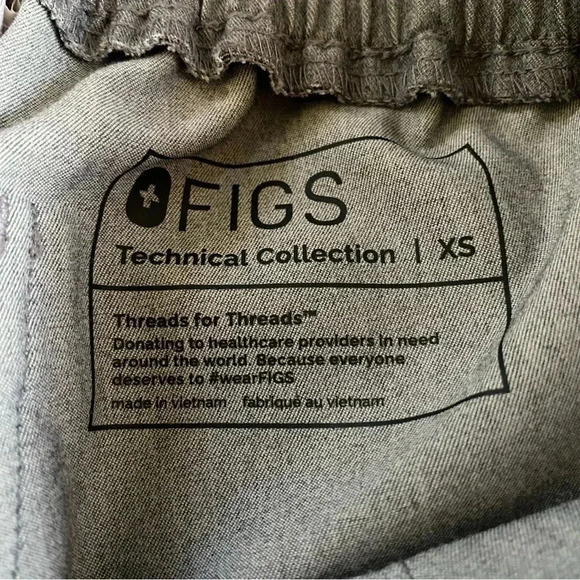 FIGS
Technical Collection | XS
Threads for Threads™
Donating to healthcare providers in need
around the world. Because everyone
deserves to #wearFIGS
made in vietnam fabriqué au vietnam